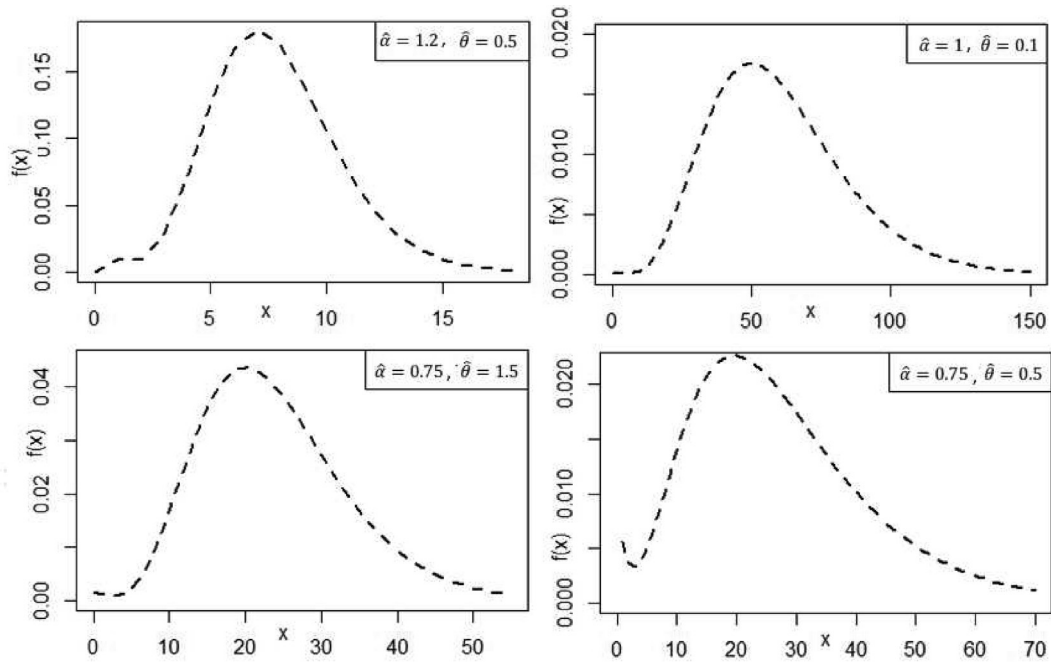 α̂ = 1.2 , θ̂ = 0.5
f(x)
0.00 0.05 0.10 0.15
0 5 10 15
x
α̂ = 1 , θ̂ = 0.1
f(x)
0.000 0.010 0.020
0 50 100 150
x
α̂ = 0.75 , θ̂ = 1.5
f(x)
0.00 0.02 0.04
0 10 20 30 40 50
x
α̂ = 0.75 , θ̂ = 0.5
f(x)
0.000 0.010 0.020
0 10 20 30 40 50 60 70
x